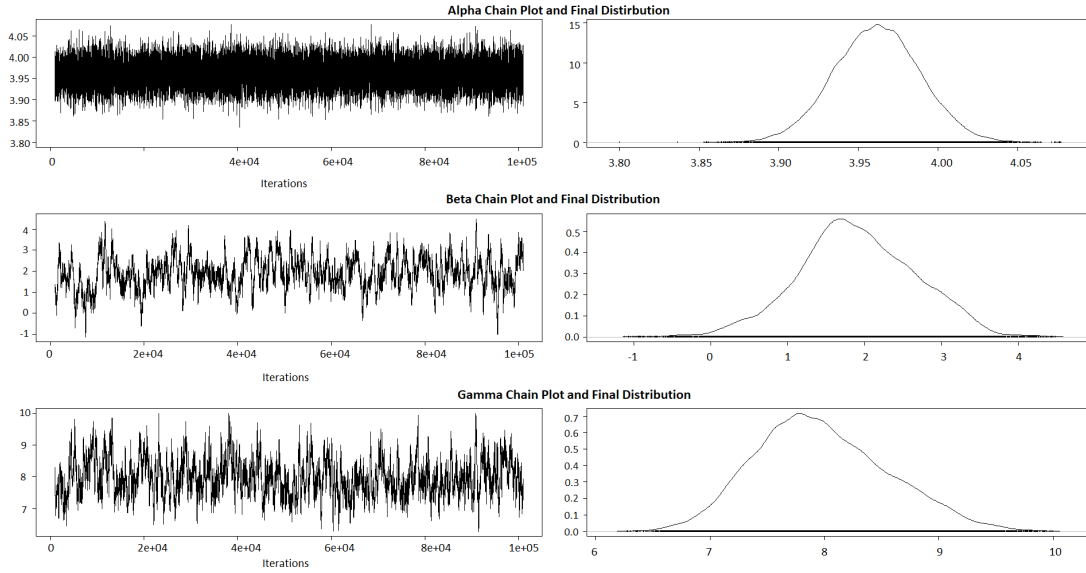 Alpha Chain Plot and Final Distirbution
4.05
4.00
3.95
3.90
3.85
3.80
0 4e+04 6e+04 8e+04 1e+05
Iterations
15
10
5
0
3.80 3.85 3.90 3.95 4.00 4.05
Beta Chain Plot and Final Distribution
4
3
2
1
0
-1
0 2e+04 4e+04 6e+04 8e+04 1e+05
Iterations
0.5
0.4
0.3
0.2
0.1
0.0
-1 0 1 2 3 4
Gamma Chain Plot and Final Distribution
10
9
8
7
0 2e+04 4e+04 6e+04 8e+04 1e+05
Iterations
0.7
0.6
0.5
0.4
0.3
0.2
0.1
0.0
6 7 8 9 10